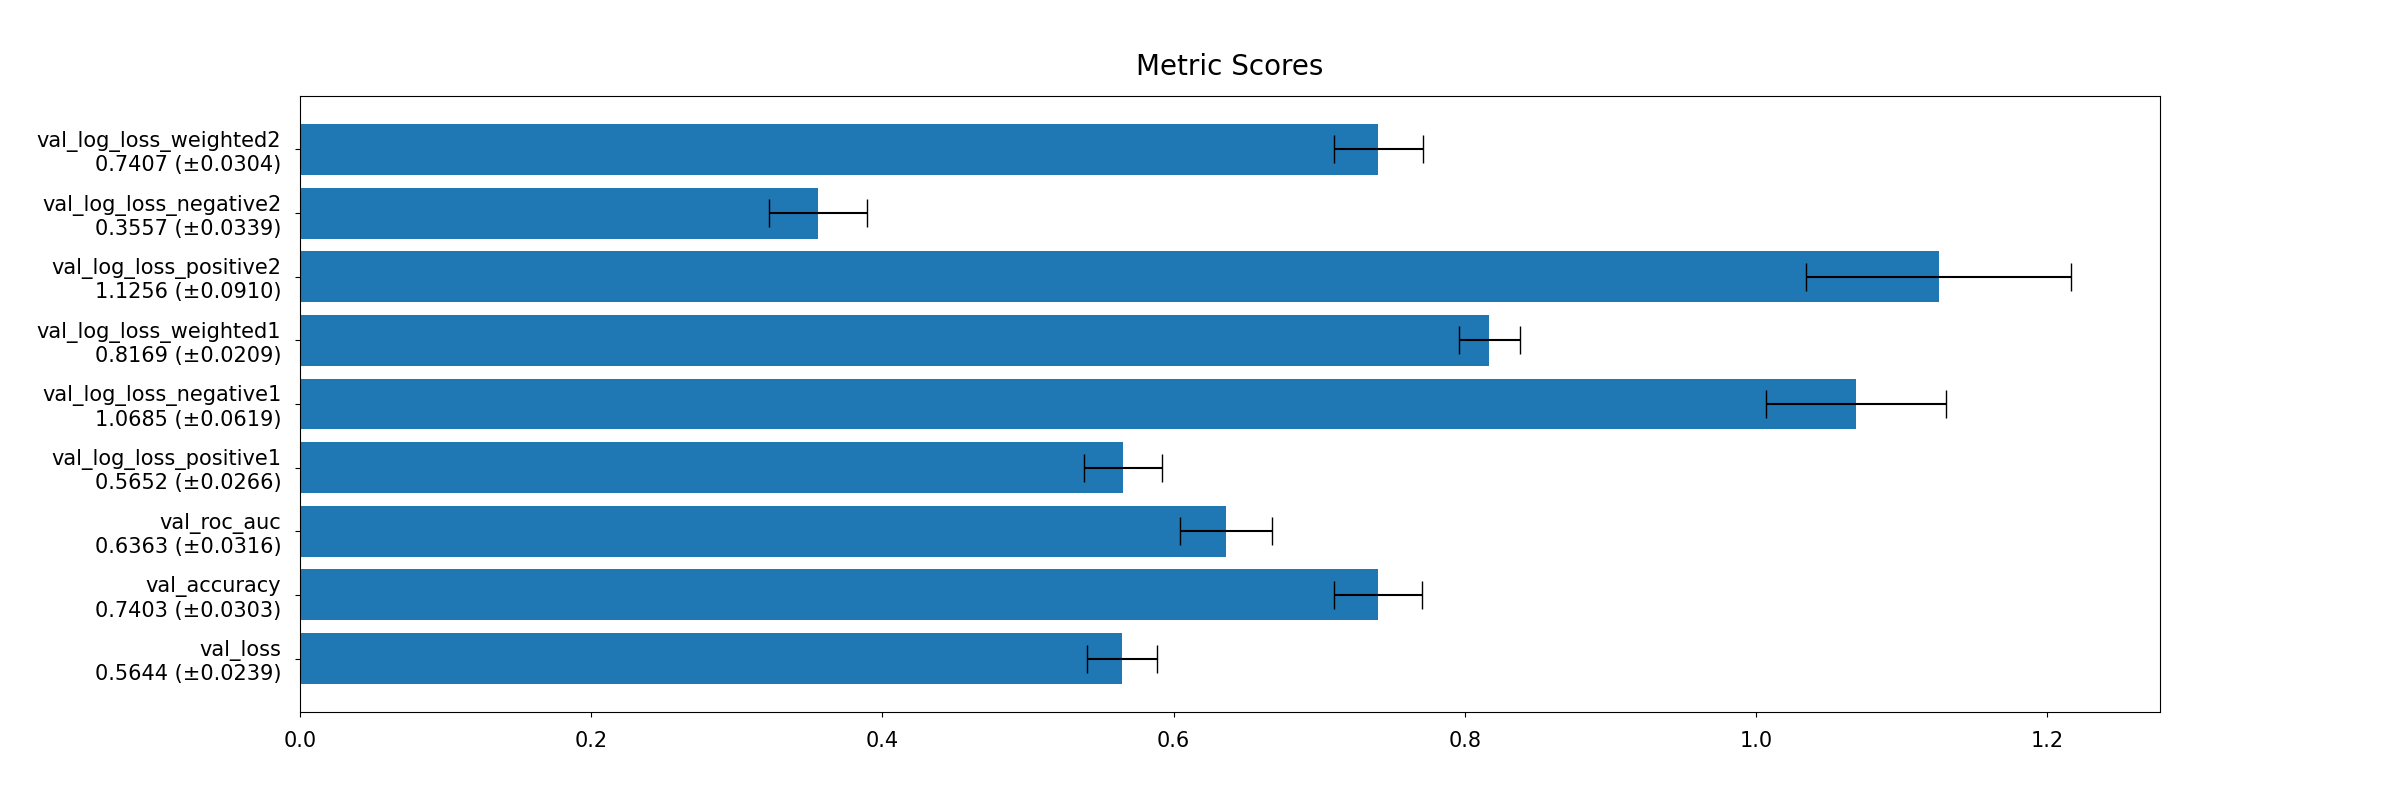 Metric Scores
val_log_loss_weighted2
0.7407 (±0.0304)
val_log_loss_negative2
0.3557 (±0.0339)
val_log_loss_positive2
1.1256 (±0.0910)
val_log_loss_weighted1
0.8169 (±0.0209)
val_log_loss_negative1
1.0685 (±0.0619)
val_log_loss_positive1
0.5652 (±0.0266)
val_roc_auc
0.6363 (±0.0316)
val_accuracy
0.7403 (±0.0303)
val_loss
0.5644 (±0.0239)
0.0 0.2 0.4 0.6 0.8 1.0 1.2